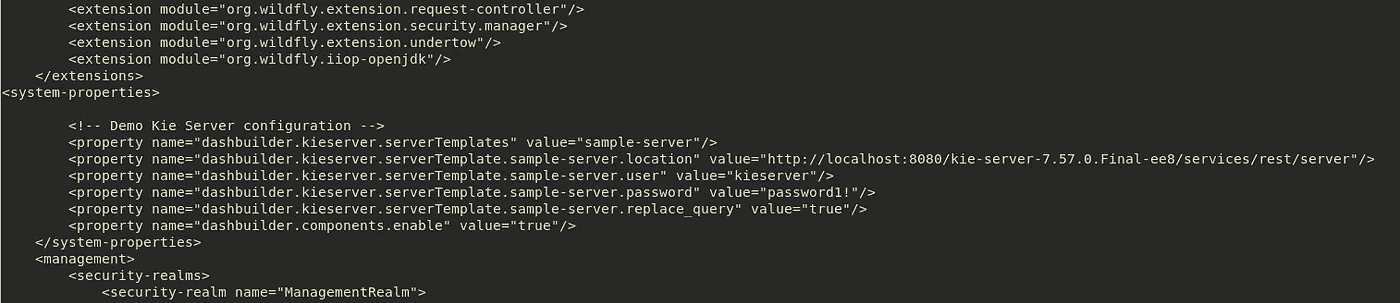 <extension module="org.wildfly.extension.request-controller"/>
<extension module="org.wildfly.extension.security.manager"/>
<extension module="org.wildfly.extension.undertow"/>
<extension module="org.wildfly.iiop-openjdk"/>
</extensions>
<system-properties>
<!-- Demo Kie Server configuration -->
<property name="dashbuilder.kieserver.serverTemplates" value="sample-server"/>
<property name="dashbuilder.kieserver.serverTemplate.sample-server.location" value="http://localhost:8080/kie-server-7.57.0.Final-ee8/services/rest/server"/>
<property name="dashbuilder.kieserver.serverTemplate.sample-server.user" value="kieserver"/>
<property name="dashbuilder.kieserver.serverTemplate.sample-server.password" value="password1!"/>
<property name="dashbuilder.kieserver.serverTemplate.sample-server.replace_query" value="true"/>
<property name="dashbuilder.components.enable" value="true"/>
</system-properties>
<management>
<security-realms>
<security-realm name="ManagementRealm">